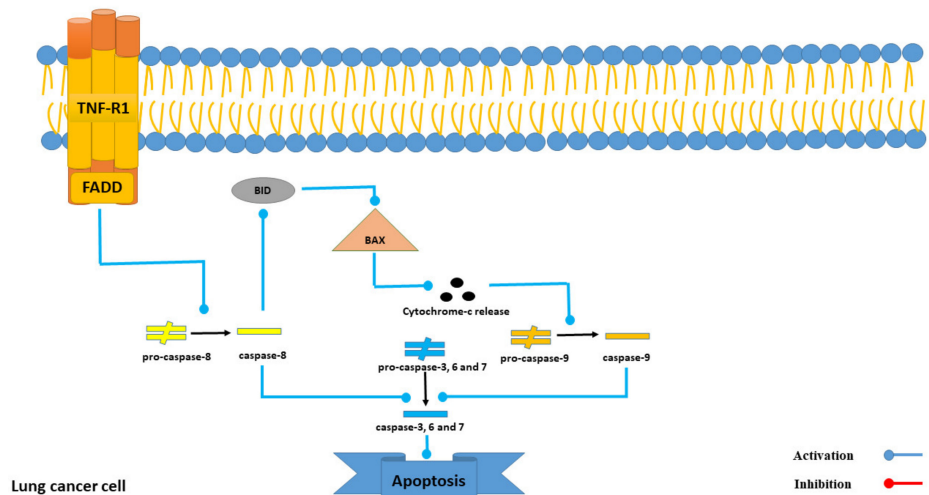 TNF-R1
FADD
BID
BAX
Cytochrome-c release
pro-caspase-8
caspase-8
pro-caspase-3, 6 and 7
pro-caspase-9
caspase-9
caspase-3, 6 and 7
Apoptosis
Activation
Inhibition
Lung cancer cell